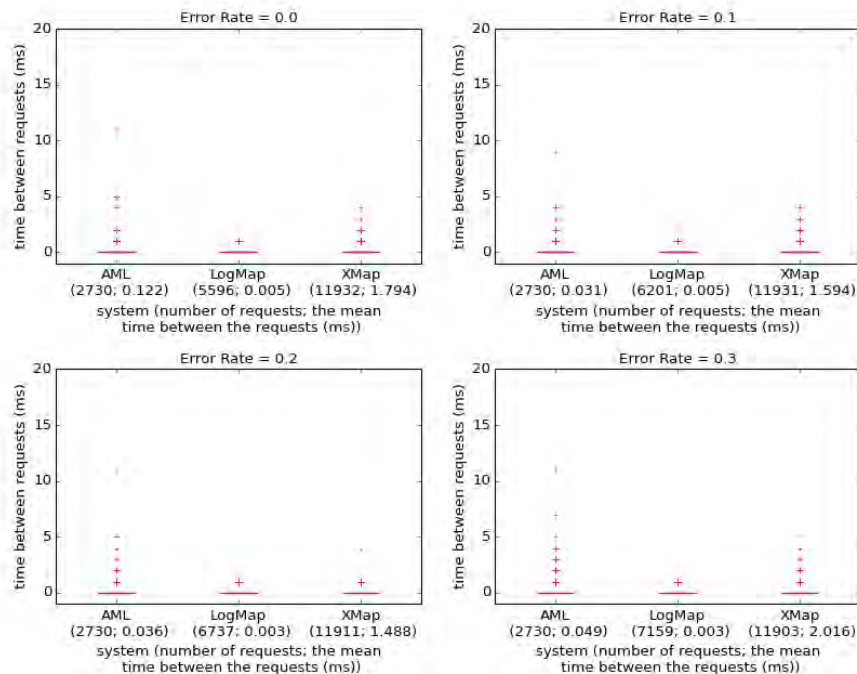 Error Rate = 0.0
time between requests (ms)
20
15
10
5
0
AML LogMap XMap
(2730; 0.122) (5596; 0.005) (11932; 1.794)
system (number of requests; the mean
time between the requests (ms))
Error Rate = 0.1
time between requests (ms)
20
15
10
5
0
AML LogMap XMap
(2730; 0.031) (6201; 0.005) (11931; 1.594)
system (number of requests; the mean
time between the requests (ms))
Error Rate = 0.2
time between requests (ms)
20
15
10
5
0
AML LogMap XMap
(2730; 0.036) (6737; 0.003) (11911; 1.488)
system (number of requests; the mean
time between the requests (ms))
Error Rate = 0.3
time between requests (ms)
20
15
10
5
0
AML LogMap XMap
(2730; 0.049) (7159; 0.003) (11903; 2.016)
system (number of requests; the mean
time between the requests (ms))